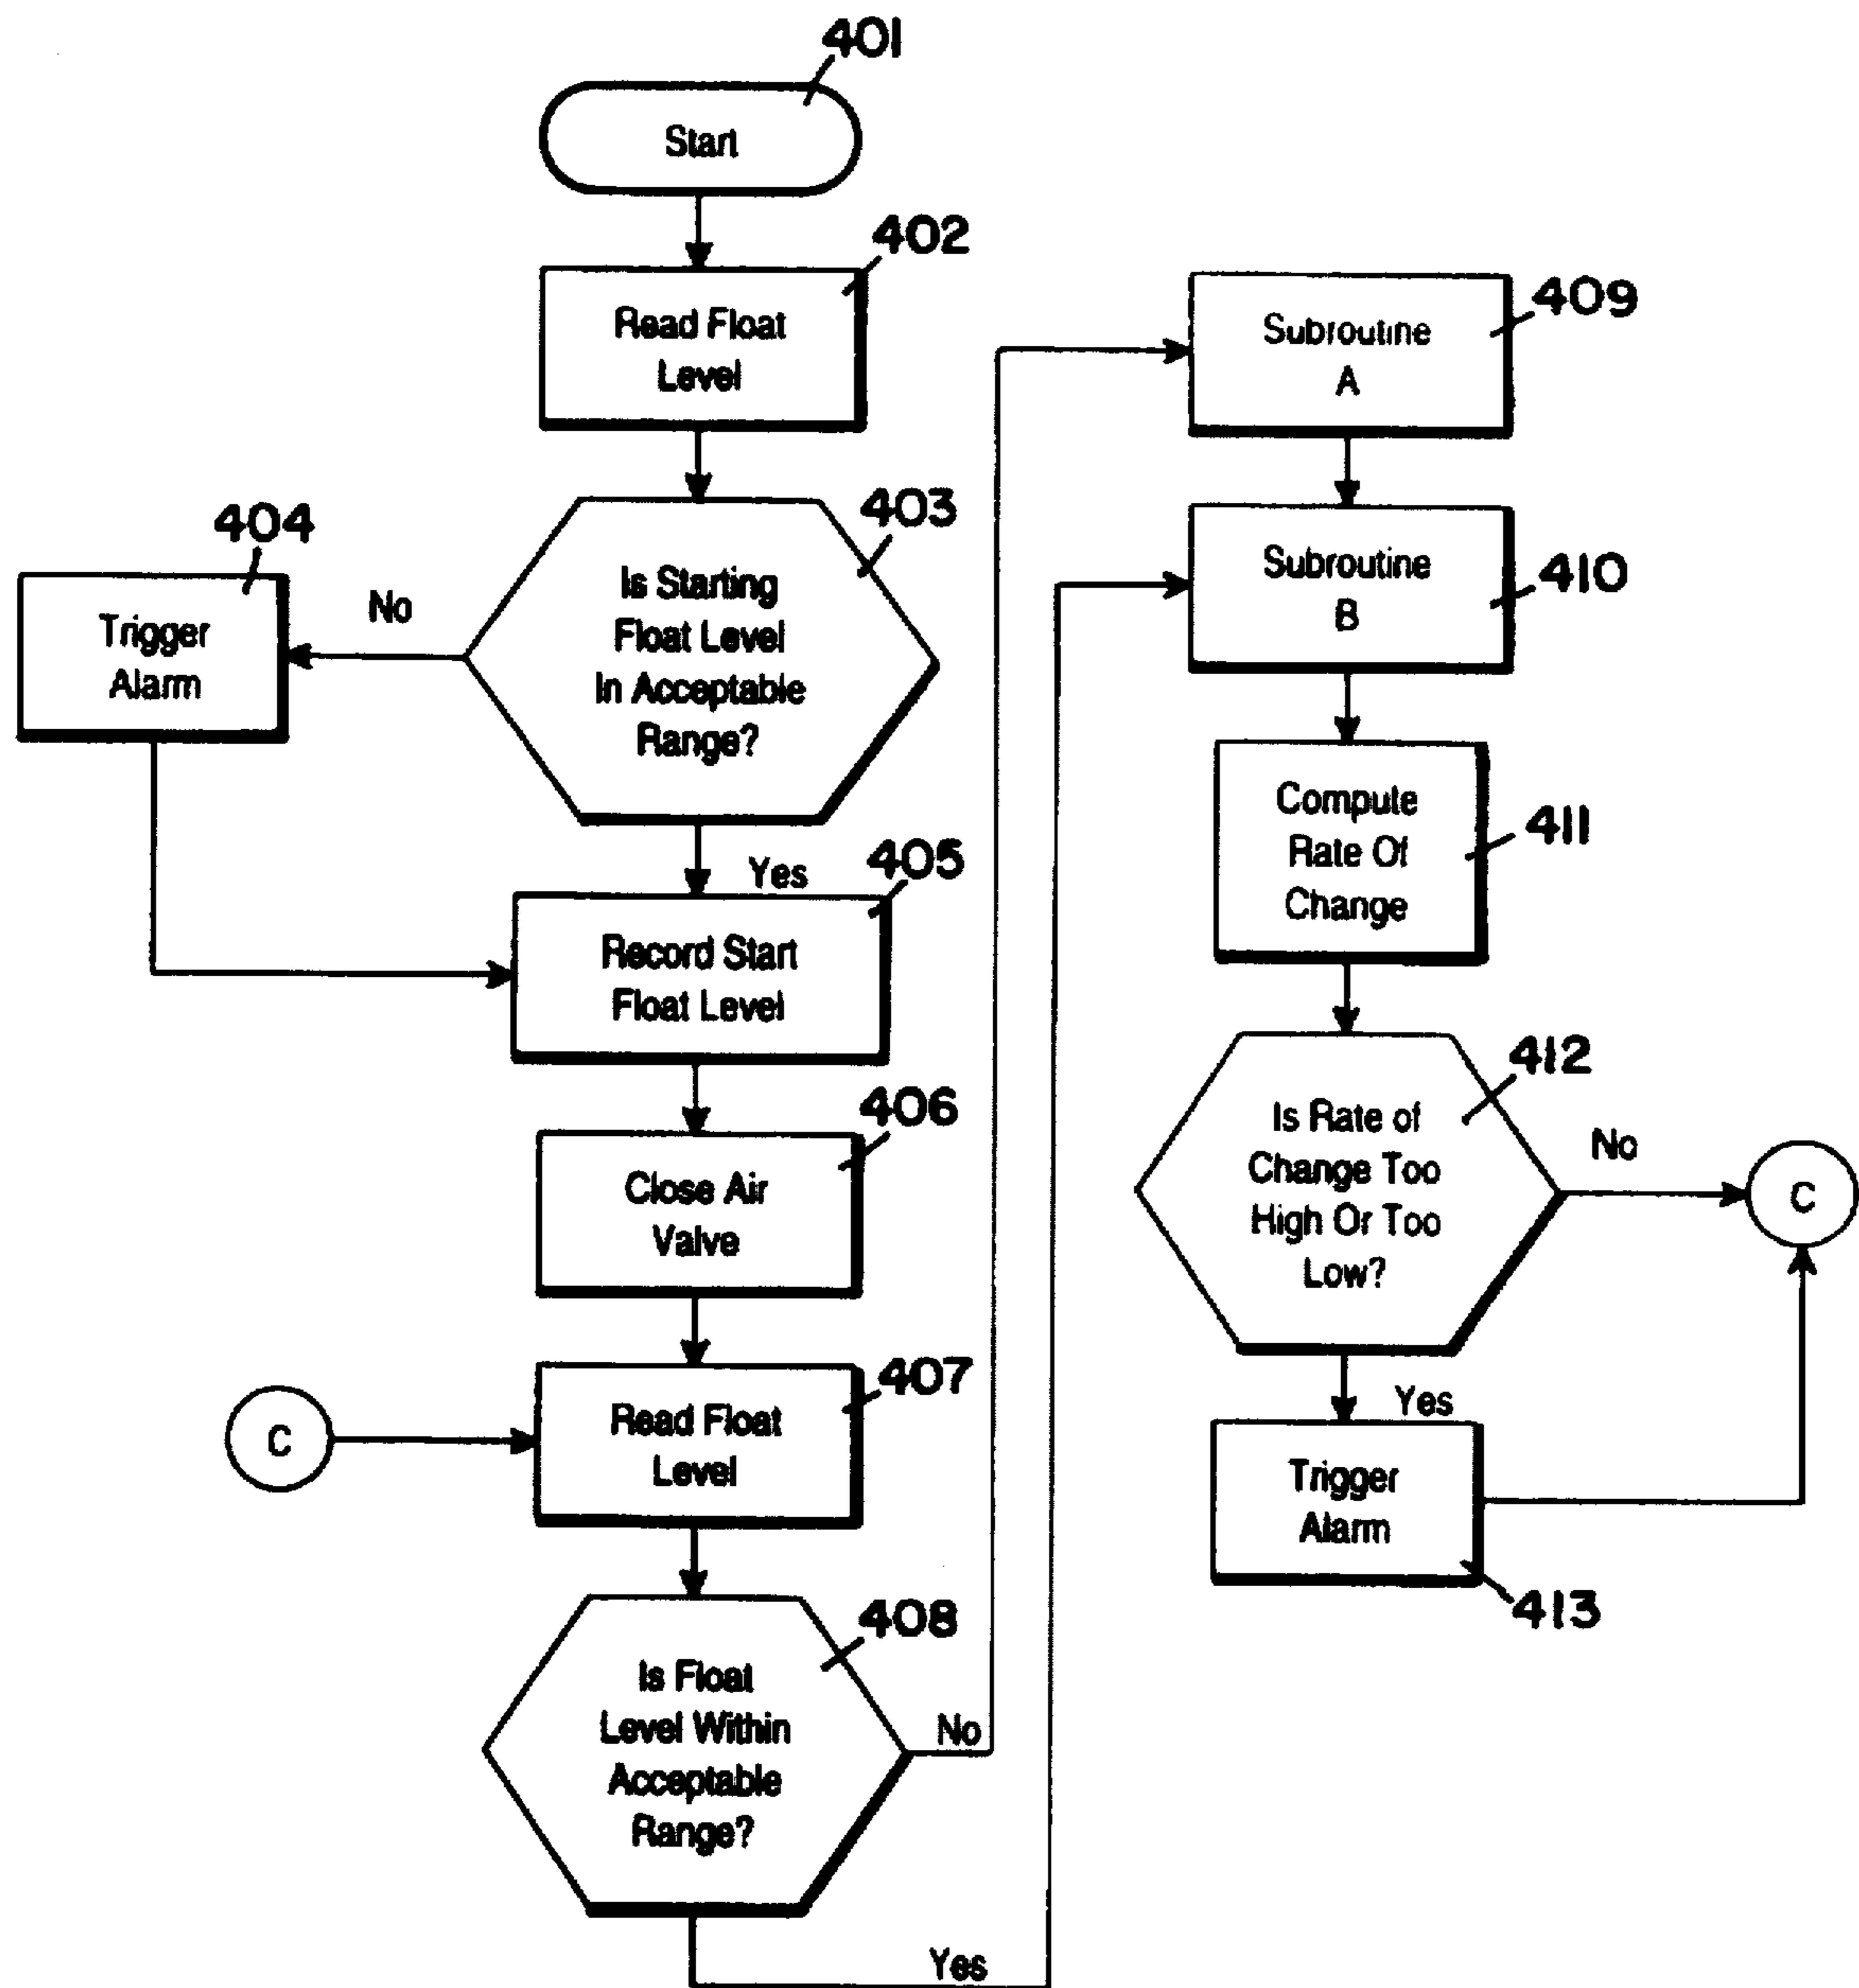 401
Start
402
Read Float
Level
403
Is Starting
Float Level
In Acceptable
Range?
No
404
Trigger
Alarm
Yes
405
Record Start
Float Level
406
Close Air
Valve
407
C
Read Float
Level
408
Is Float
Level Within
Acceptable
Range?
No
Yes
409
Subroutine
A
410
Subroutine
B
411
Compute
Rate Of
Change
412
Is Rate of
Change Too
High Or Too
Low?
No
C
Yes
Trigger
Alarm
413